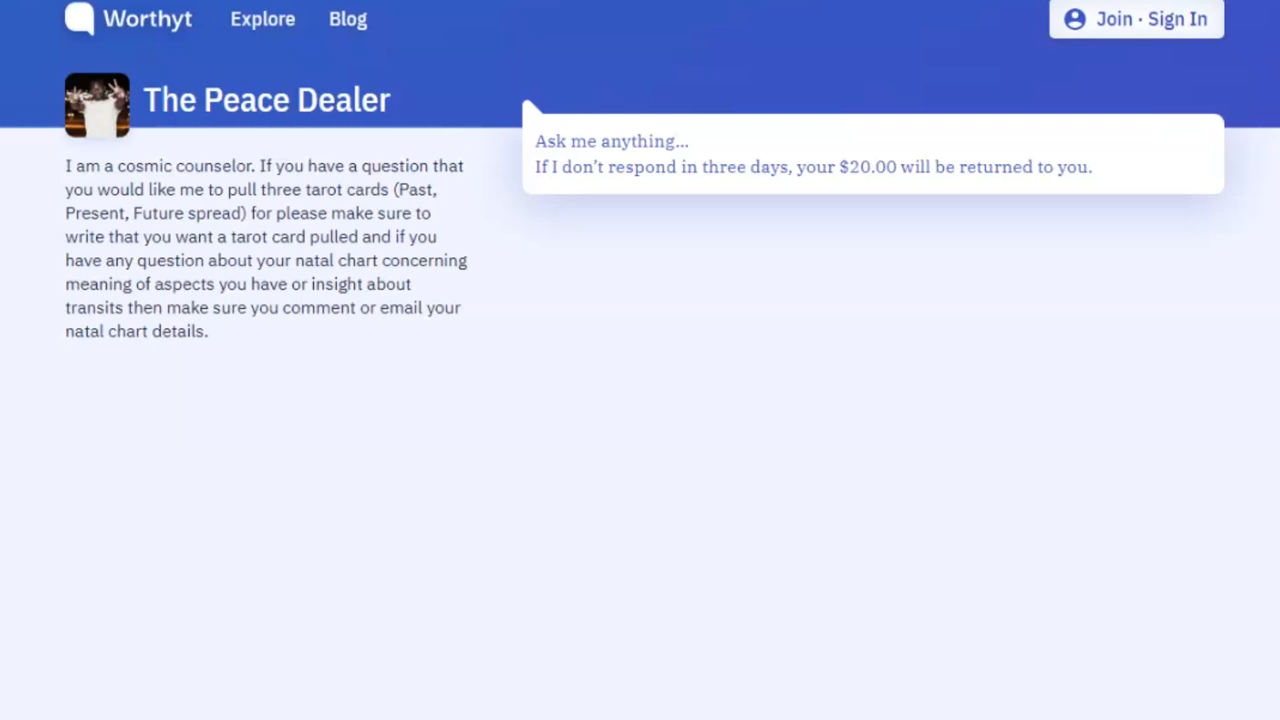 Worthyt
Explore
Blog
Join · Sign In
The Peace Dealer
I am a cosmic counselor. If you have a question that
you would like me to pull three tarot cards (Past,
Present, Future spread) for please make sure to
write that you want a tarot card pulled and if you
have any question about your natal chart concerning
meaning of aspects you have or insight about
transits then make sure you comment or email your
natal chart details.
Ask me anything...
If I don’t respond in three days, your $20.00 will be returned to you.